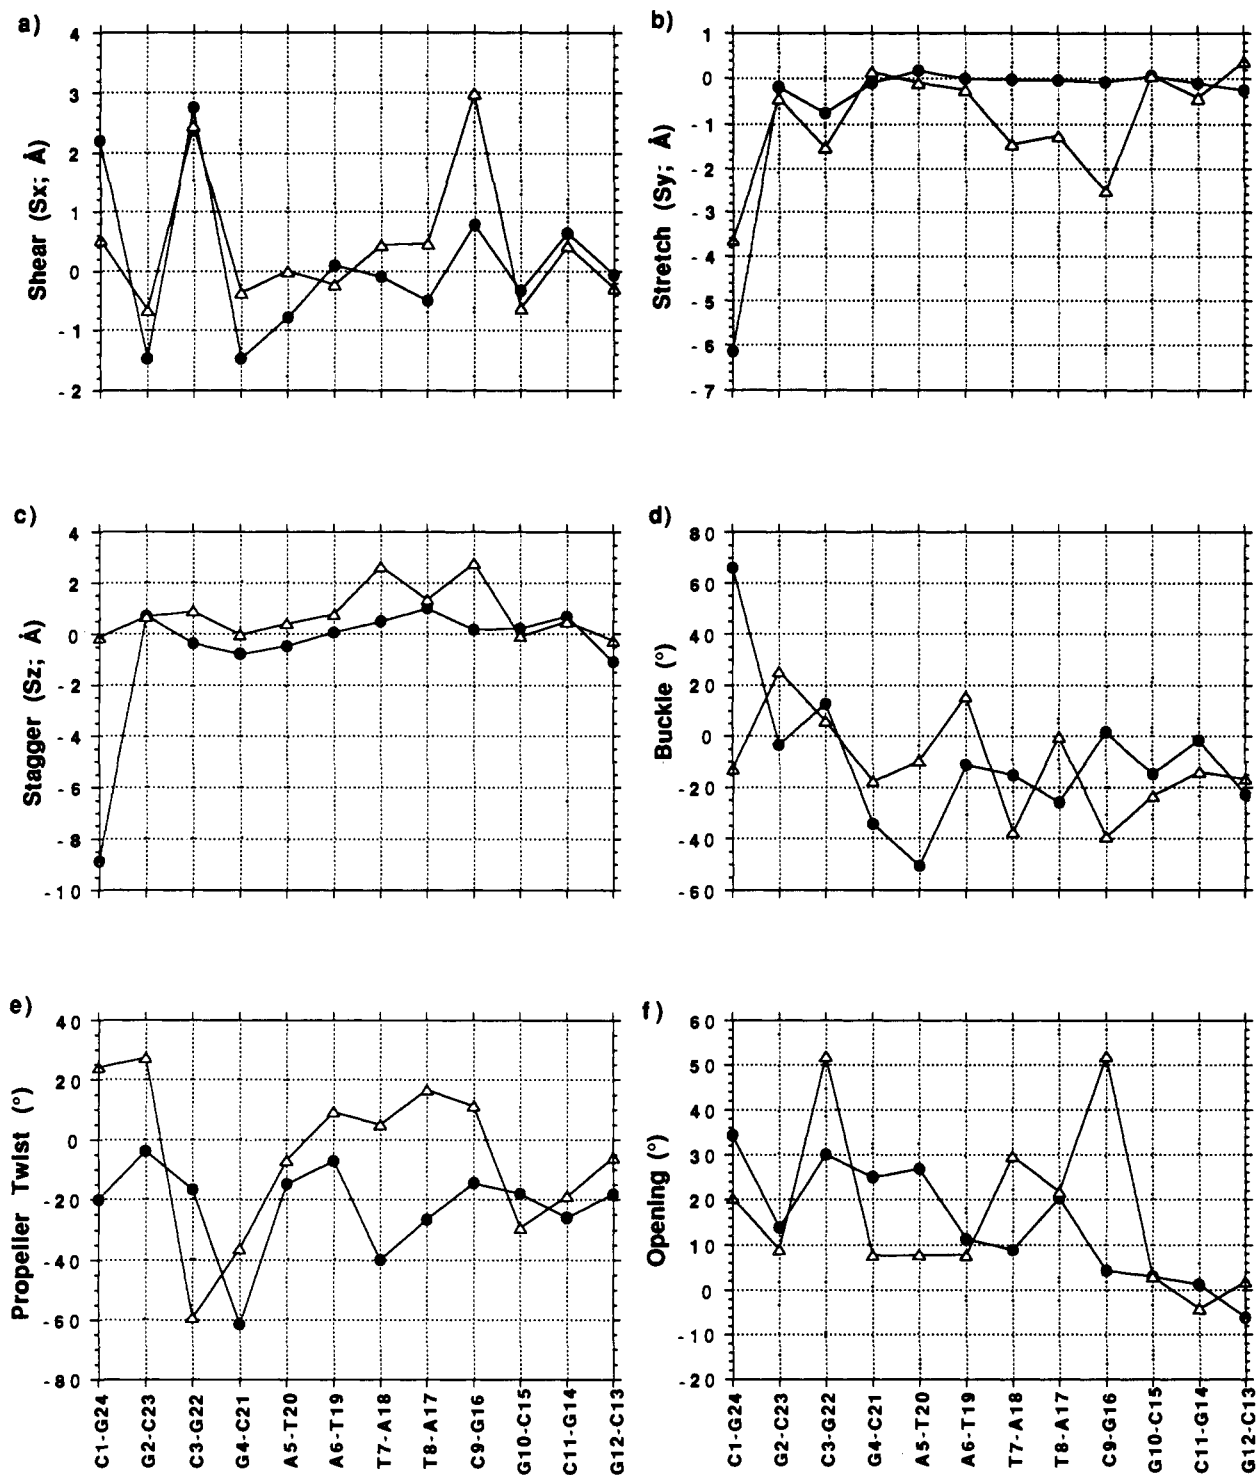 a)
4
3
2
1
0
-1
-2
Shear (Sx; Å)
b)
1
0
-1
-2
-3
-4
-5
-6
-7
Stretch (Sy; Å)
c)
4
2
0
-2
-4
-6
-8
-10
Stagger (Sz; Å)
d)
80
60
40
20
0
-20
-40
-60
Buckle (°)
e)
40
20
0
-20
-40
-60
-80
Propeller Twist (°)
C1-G24
G2-C23
C3-G22
G4-C21
A5-T20
A6-T19
T7-A18
T8-A17
C9-G16
G10-C15
C11-G14
G12-C13
f)
60
50
40
30
20
10
0
-10
-20
Opening (°)
C1-G24
G2-C23
C3-G22
G4-C21
A5-T20
A6-T19
T7-A18
T8-A17
C9-G16
G10-C15
C11-G14
G12-C13